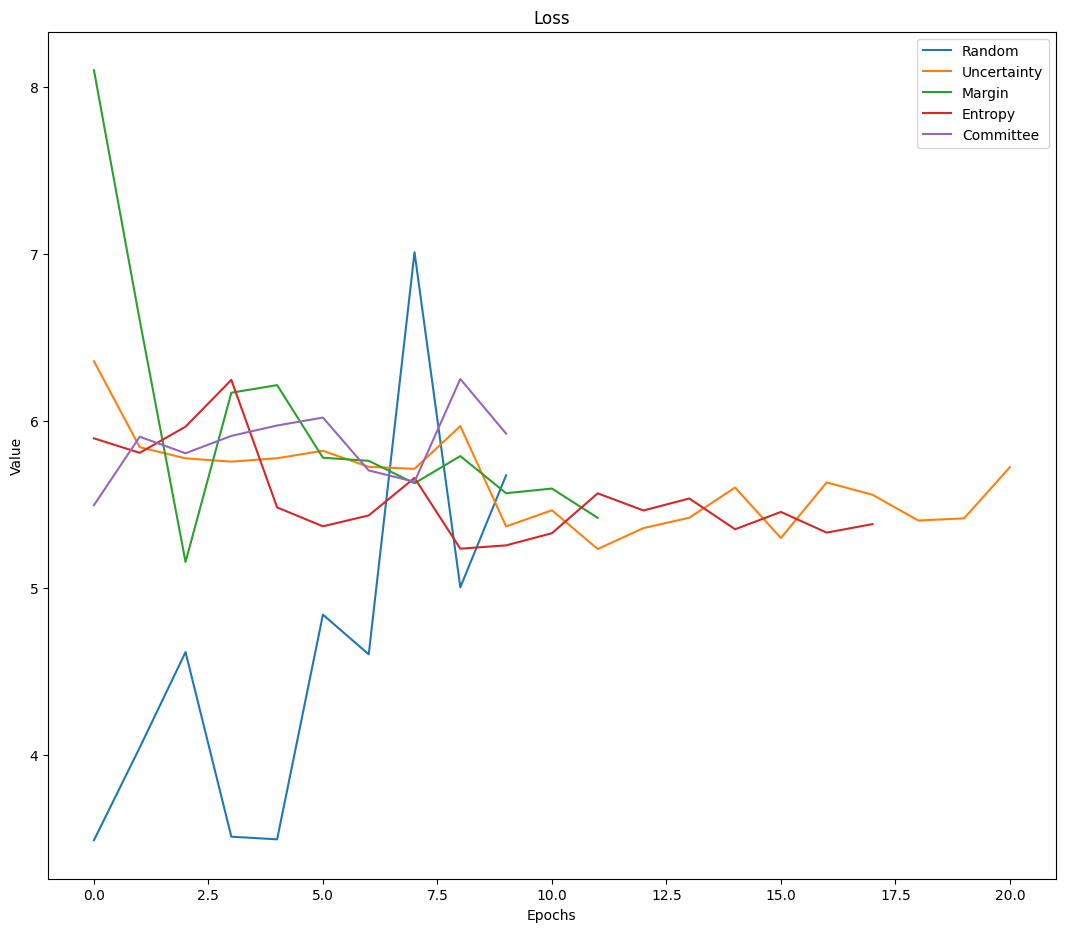 Loss
Random
Uncertainty
Margin
Entropy
Committee
8
7
6
5
4
Value
0.0 2.5 5.0 7.5 10.0 12.5 15.0 17.5 20.0
Epochs